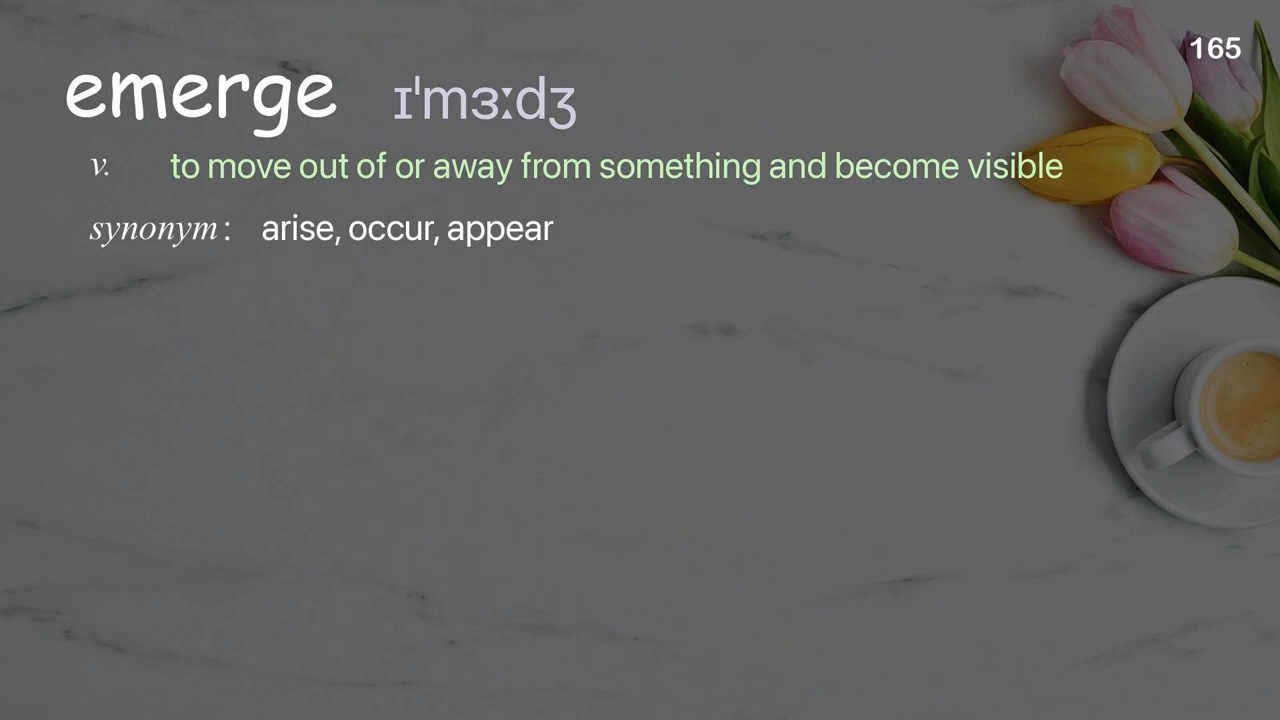 165
emerge ɪˈmɜːdʒ
v. to move out of or away from something and become visible
synonym: arise, occur, appear